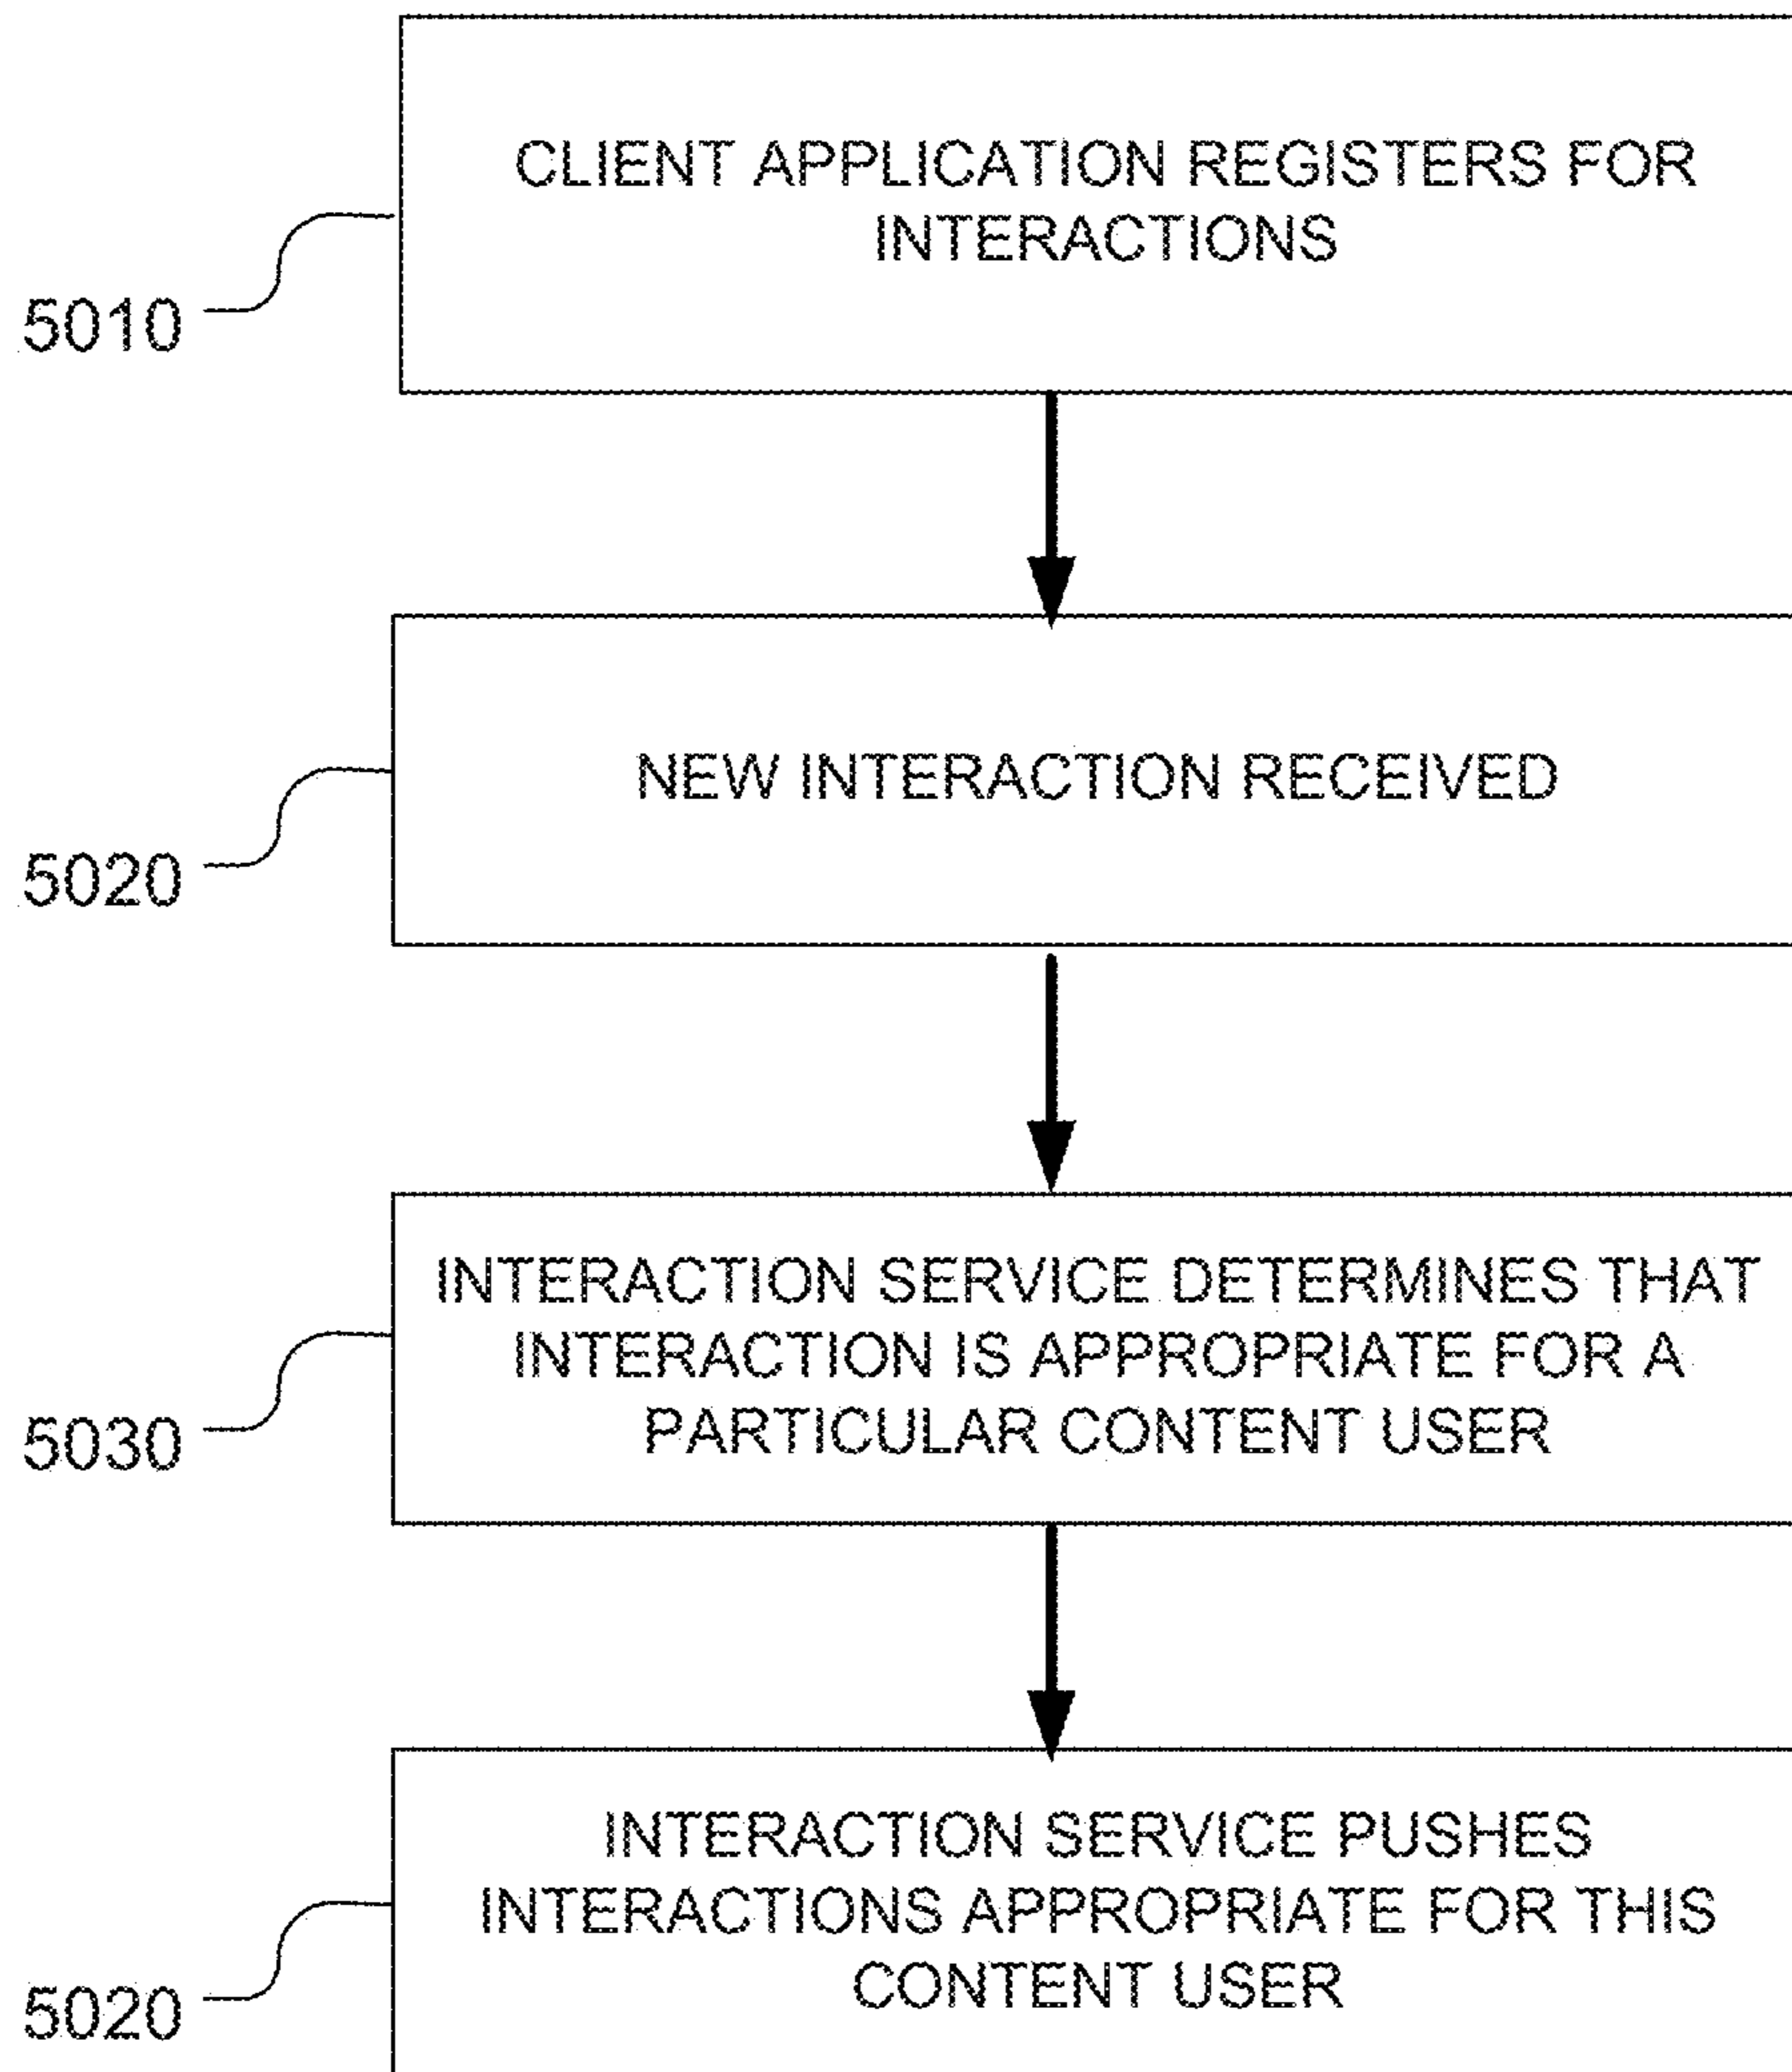 CLIENT APPLICATION REGISTERS FOR
INTERACTIONS
5010
NEW INTERACTION RECEIVED
5020
INTERACTION SERVICE DETERMINES THAT
INTERACTION IS APPROPRIATE FOR A
PARTICULAR CONTENT USER
5030
INTERACTION SERVICE PUSHES
INTERACTIONS APPROPRIATE FOR THIS
CONTENT USER
5020